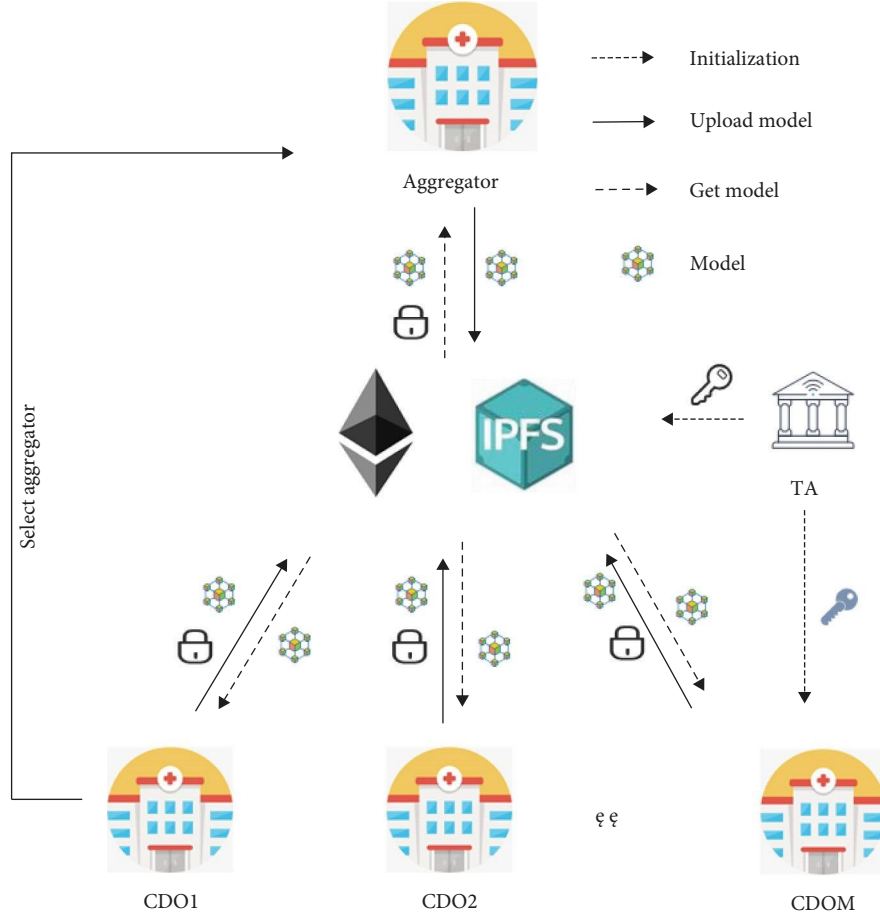 Initialization
Upload model
Aggregator
Get model
Model
IPFS
TA
Select aggregator
ę ę
CDO1
CDO2
CDOM